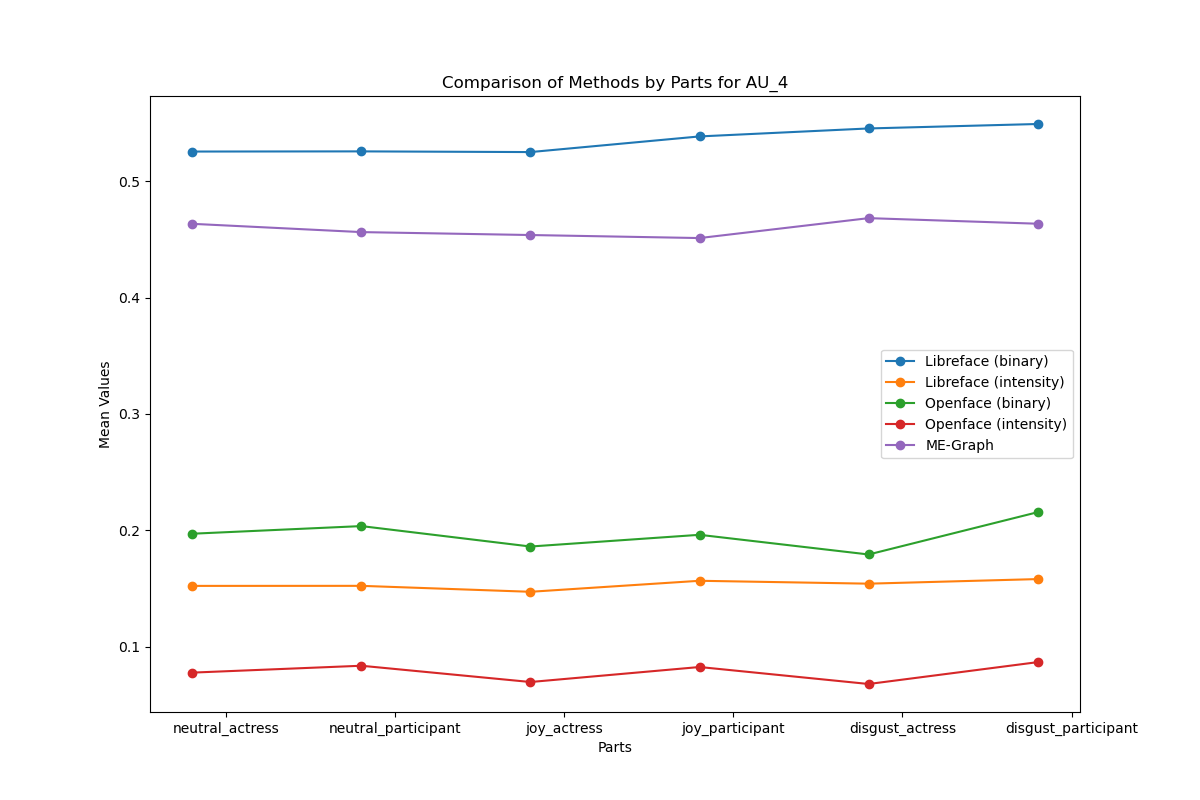 Comparison of Methods by Parts for AU_4
Mean Values
0.5
0.4
0.3
0.2
0.1
Libreface (binary)
Libreface (intensity)
Openface (binary)
Openface (intensity)
ME-Graph
neutral_actress neutral_participant joy_actress joy_participant disgust_actress disgust_participant
Parts